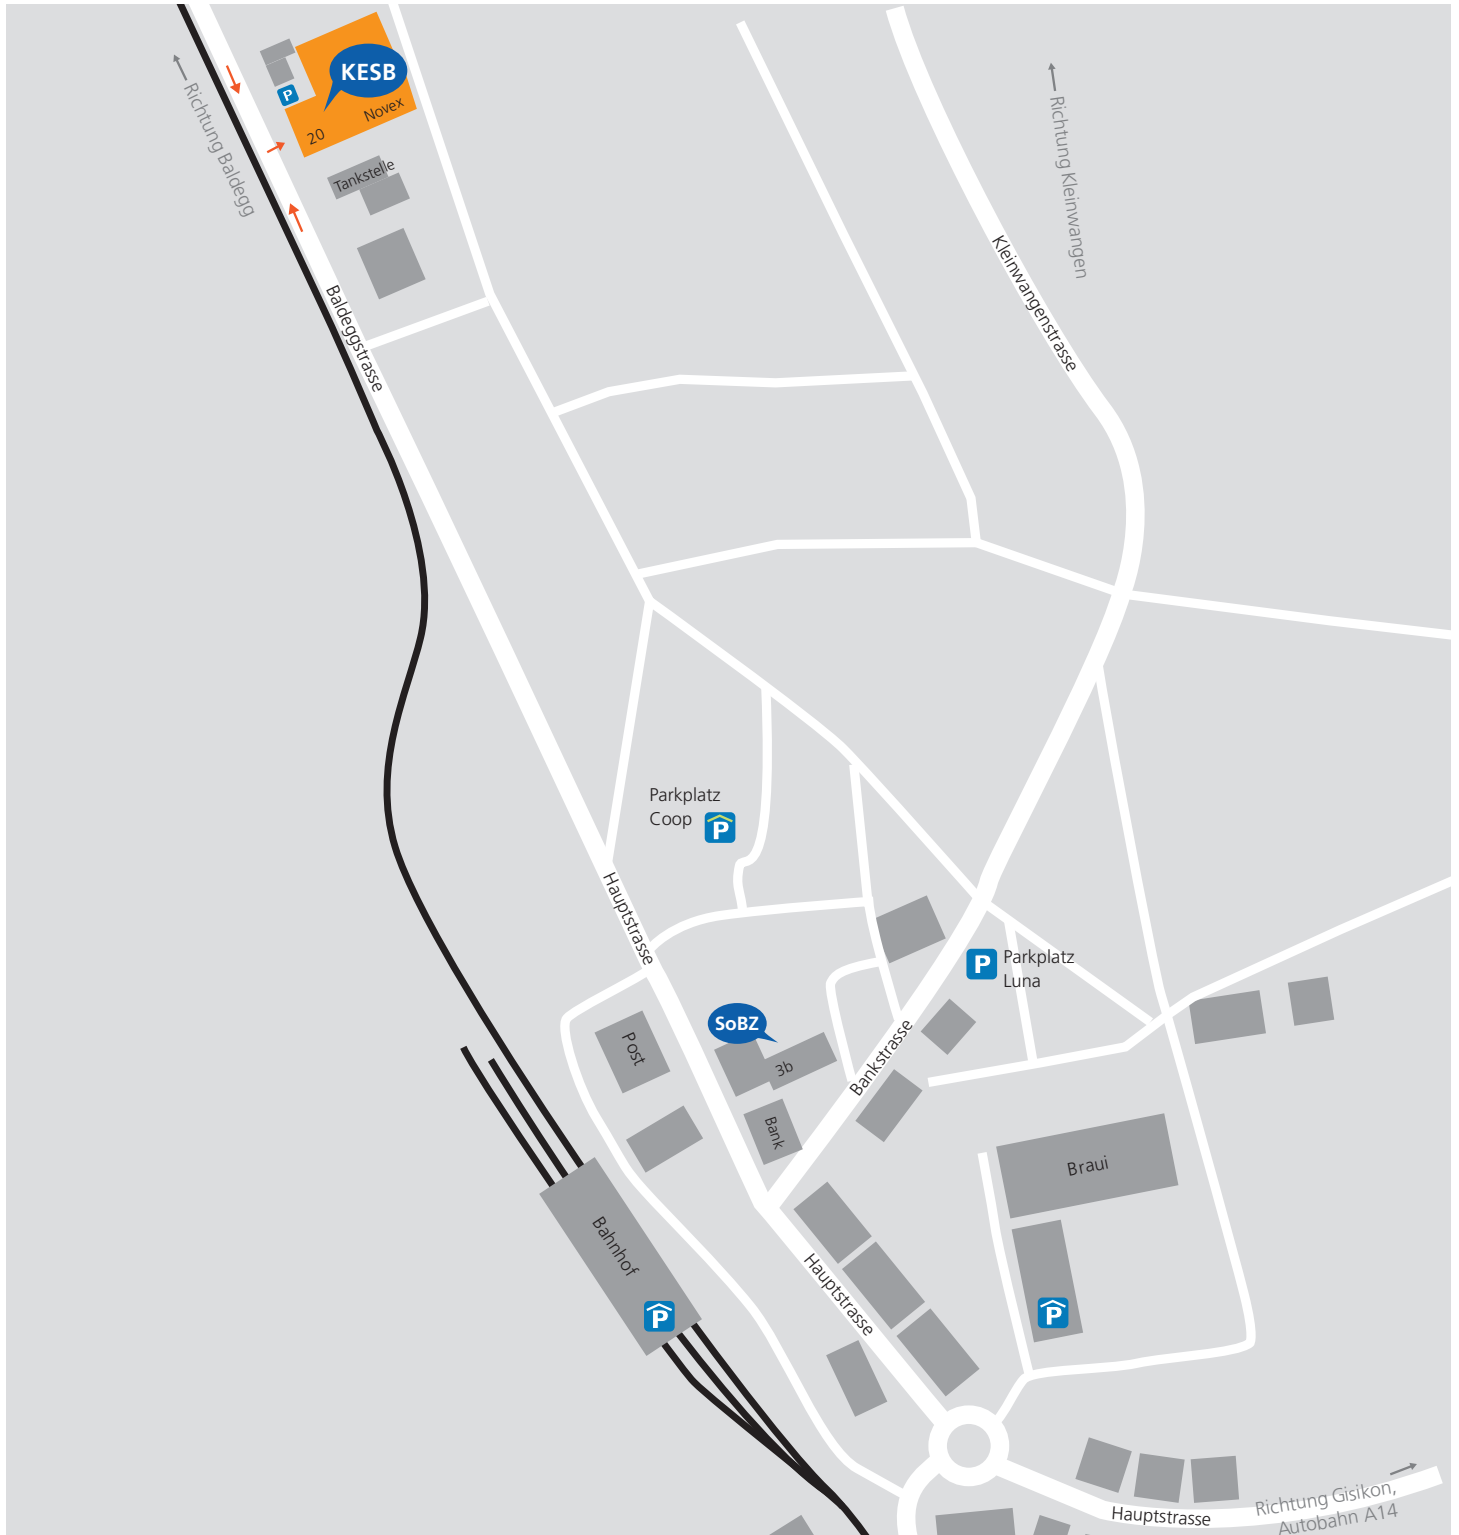 KESB
P
20
Novex
Richtung Baldegg
Tankstelle
Richtung Kleinwangen
Kleinwangenstrasse
Baldeggstrasse
Parkplatz
Coop
P
Hauptstrasse
P
Parkplatz
Luna
SoBZ
Post
3b
Bankstrasse
Bank
Braui
Bahnhof
P
Hauptstrasse
P
Hauptstrasse
Richtung Gisikon,
Autobahn A14